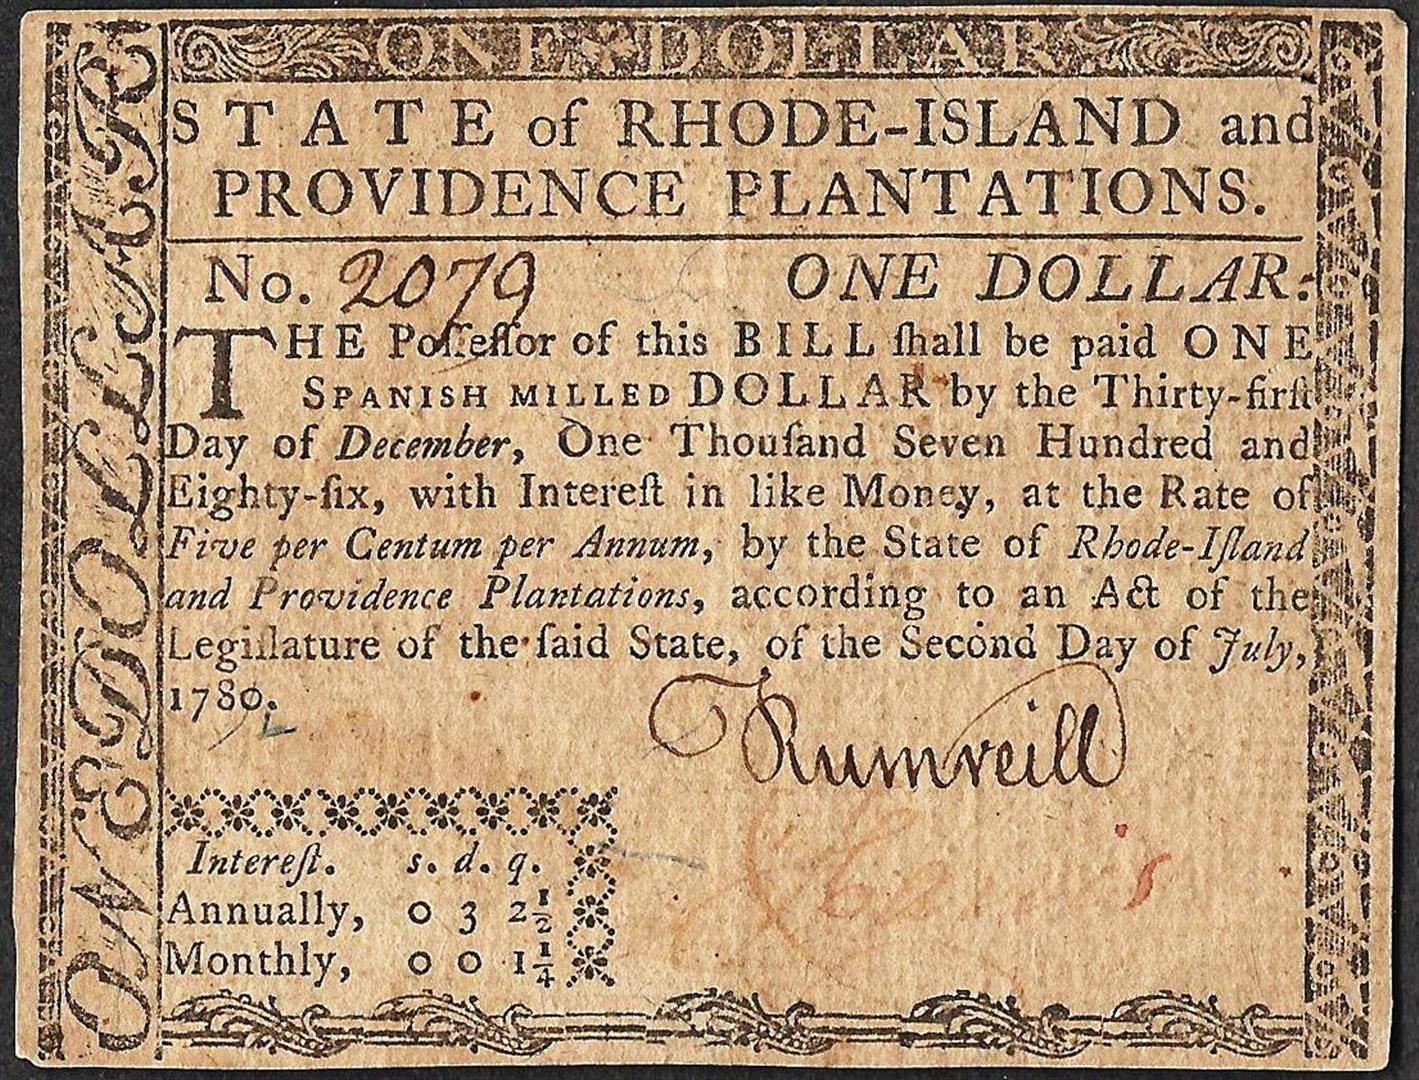 ONE DOLLAR
ONE DOLLAR
STATE of RHODE-ISLAND and
PROVIDENCE PLANTATIONS.
No. 2079 ONE DOLLAR.
THE Poſſeſſor of this BILL ſhall be paid ONE
SPANISH MILLED DOLLAR by the Thirty-firſt
Day of December, One Thouſand Seven Hundred and
Eighty-ſix, with Intereſt in like Money, at the Rate of
Five per Centum per Annum, by the State of Rhode-Iſland
and Providence Plantations, according to an Act of the
Legiſlature of the ſaid State, of the Second Day of July,
1780.
T Rumreill
Intereſt. s. d. q.
Annually, 0 3 2½
Monthly, 0 0 1¼